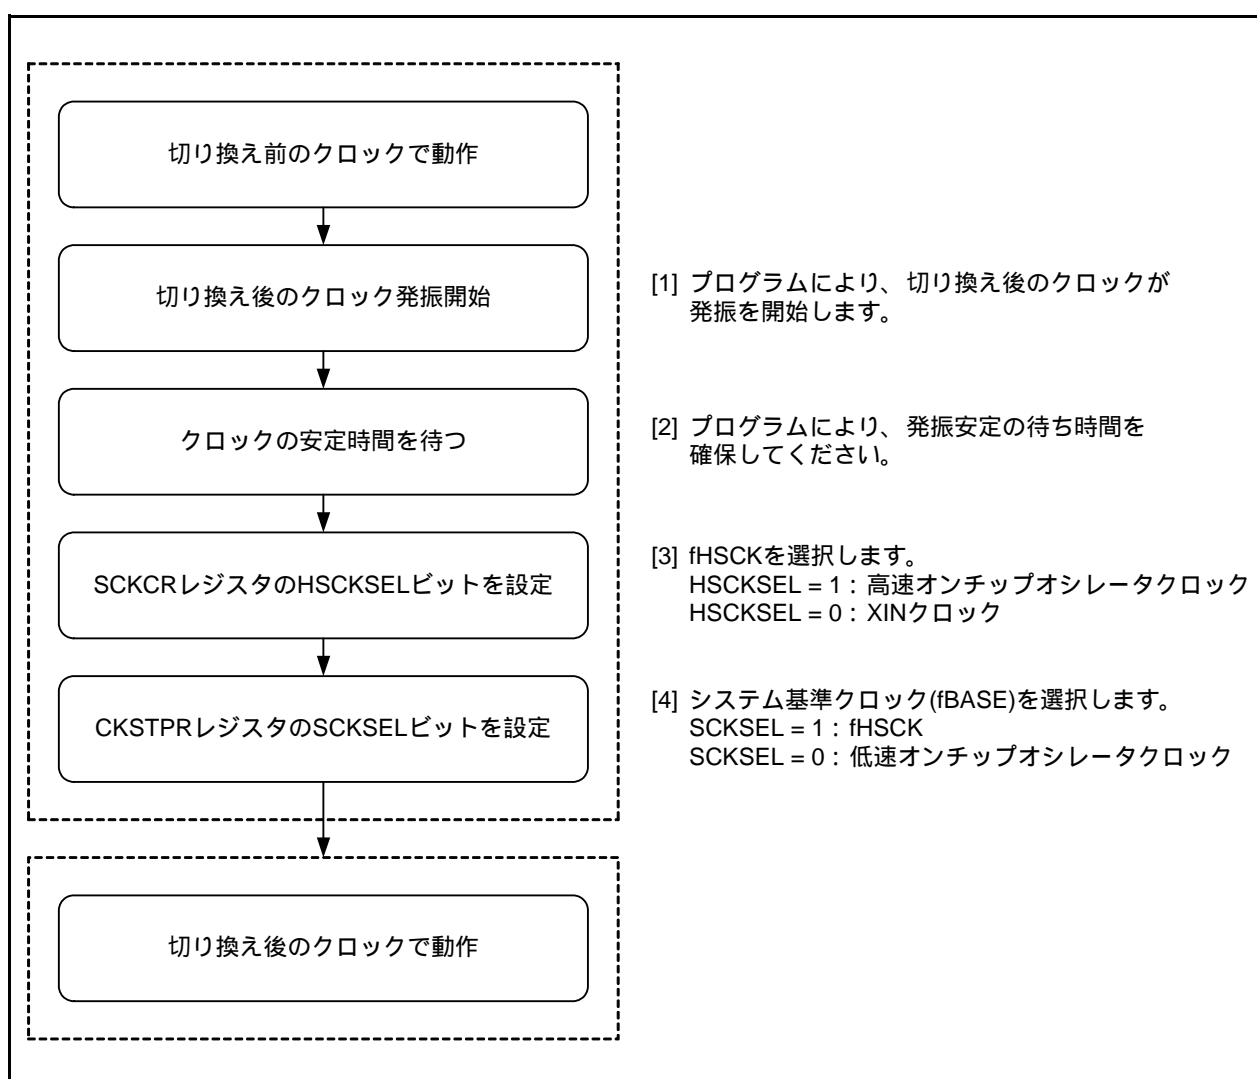 切り換え前のクロックで動作
切り換え後のクロック発振開始
[1] プログラムにより、切り換え後のクロックが
発振を開始します。
クロックの安定時間を待つ
[2] プログラムにより、発振安定の待ち時間を
確保してください。
SCKCRレジスタのHSCKSELビットを設定
[3] fHSCKを選択します。
HSCKSEL = 1 : 高速オンチップオシレータクロック
HSCKSEL = 0 : XINクロック
CKSTPRレジスタのSCKSELビットを設定
[4] システム基準クロック(fBASE)を選択します。
SCKSEL = 1 : fHSCK
SCKSEL = 0 : 低速オンチップオシレータクロック
切り換え後のクロックで動作